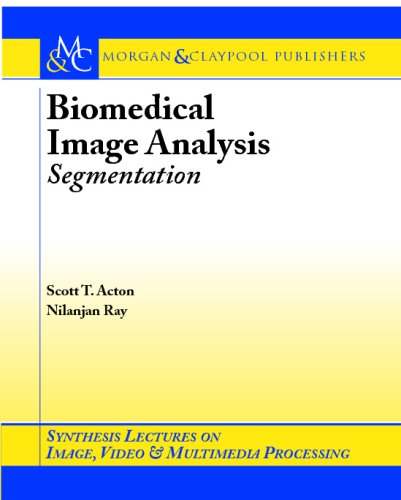 M
&C
MORGAN & CLAYPOOL PUBLISHERS
Biomedical
Image Analysis
Segmentation
Scott T. Acton
Nilanjan Ray
SYNTHESIS LECTURES ON
IMAGE, VIDEO & MULTIMEDIA PROCESSING